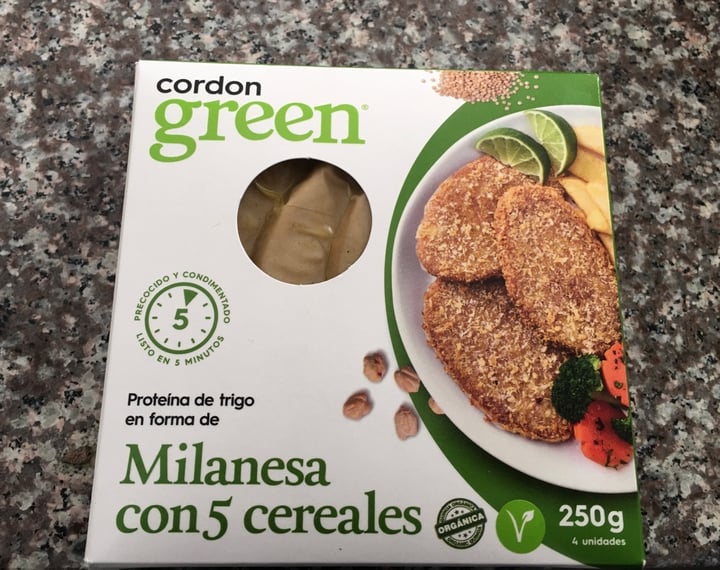 cordon
green®
PRECOCIDO Y CONDIMENTADO
5
LISTO EN 5 MINUTOS
Proteína de trigo
en forma de
Milanesa
con 5 cereales
ORGÁNICA
V
250g
4 unidades